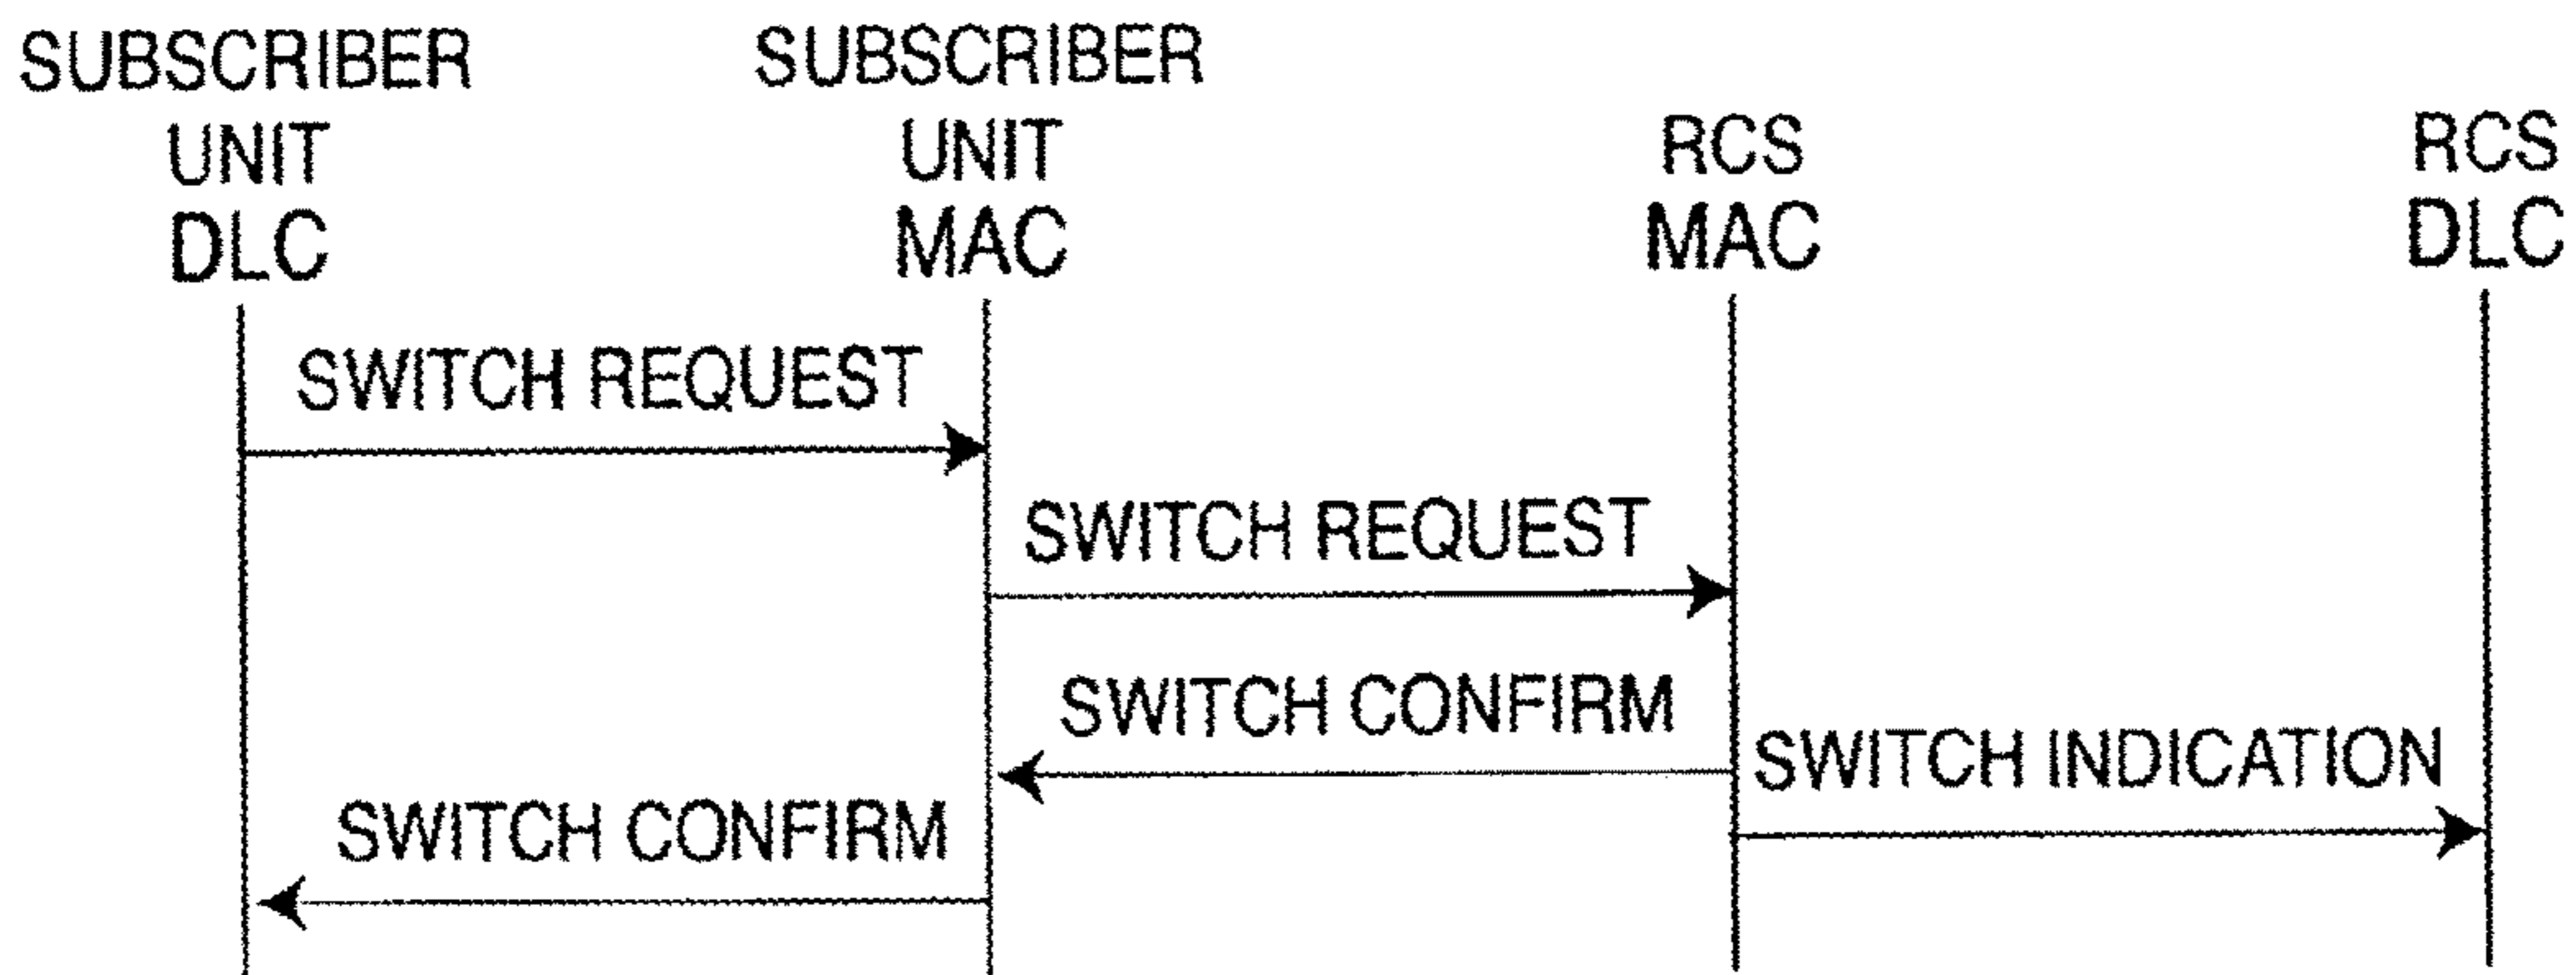 SUBSCRIBER
UNIT
DLC
SUBSCRIBER
UNIT
MAC
RCS
MAC
RCS
DLC
SWITCH REQUEST
SWITCH REQUEST
SWITCH CONFIRM
SWITCH INDICATION
SWITCH CONFIRM